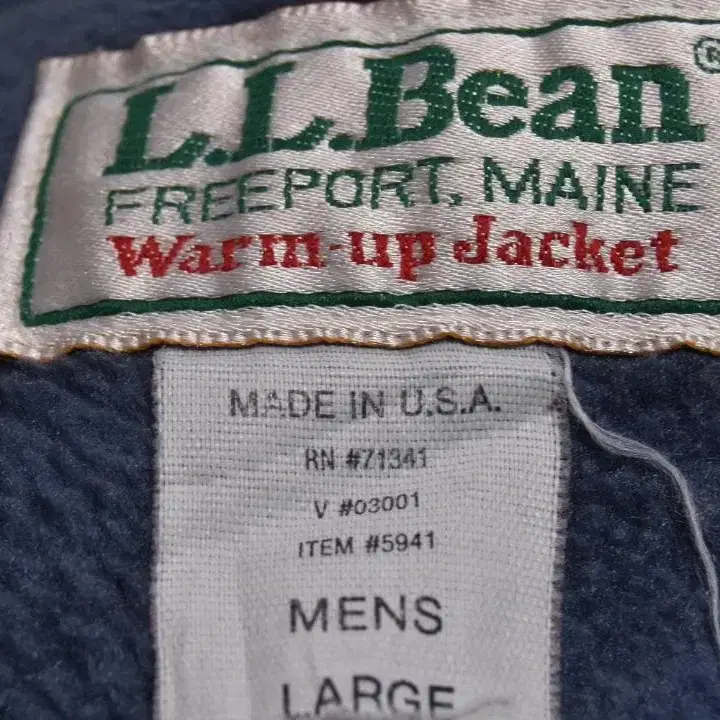 L.L.Bean®
FREEPORT, MAINE
Warm-up Jacket
MADE IN U.S.A.
RN #71341
V #03001
ITEM #5941
MENS
LARGE